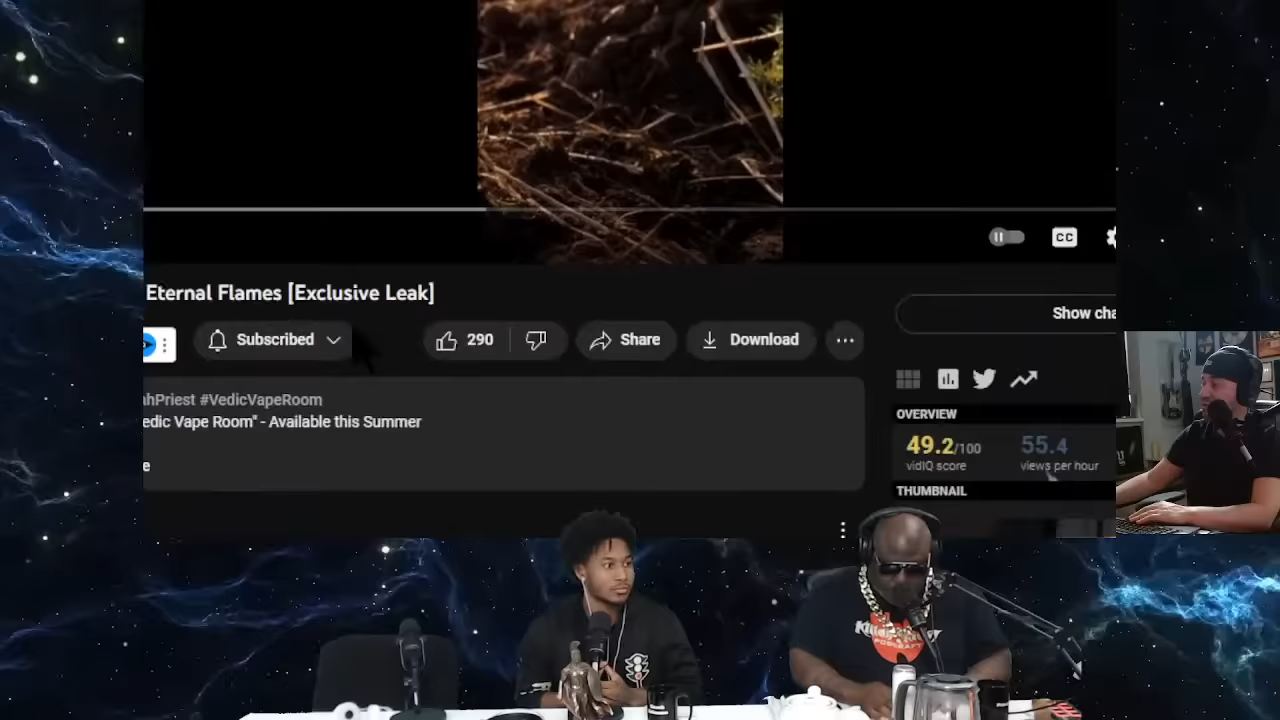 CC
Eternal Flames [Exclusive Leak]
Show cha
Subscribed
290
Share
Download
ahPriest #VedicVapeRoom
edic Vape Room" - Available this Summer
e
OVERVIEW
49.2/100
55.4
vidIQ score
views per hour
THUMBNAIL